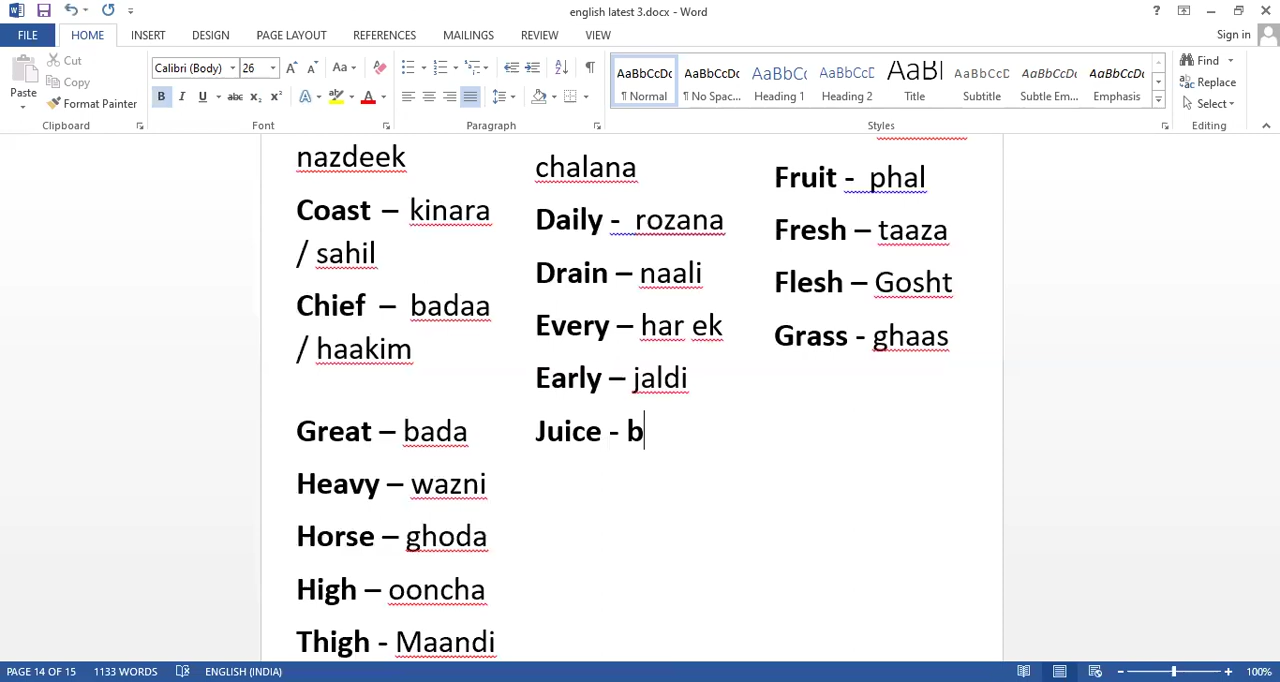 english latest 3.docx - Word
FILE HOME INSERT DESIGN PAGE LAYOUT REFERENCES MAILINGS REVIEW VIEW Sign in
Paste
Cut
Copy
Format Painter
Clipboard
Calibri (Body) 26
Font
Paragraph
AaBbCcDc AaBbCcDc AaBbCc AaBbCcDc AaBl AaBbCcDc AaBbCcDc AaBbCcDc
¶ Normal ¶ No Spac... Heading 1 Heading 2 Title Subtitle Subtle Em... Emphasis
Styles
Find
Replace
Select
Editing
nazdeek
Coast – kinara
/ sahil
Chief – badaa
/ haakim
Great – bada
Heavy – wazni
Horse – ghoda
High – ooncha
Thigh - Maandi
chalana
Daily - rozana
Drain – naali
Every – har ek
Early – jaldi
Juice - b
Fruit - phal
Fresh – taaza
Flesh – Gosht
Grass - ghaas
PAGE 14 OF 15 1133 WORDS ENGLISH (INDIA) 100%